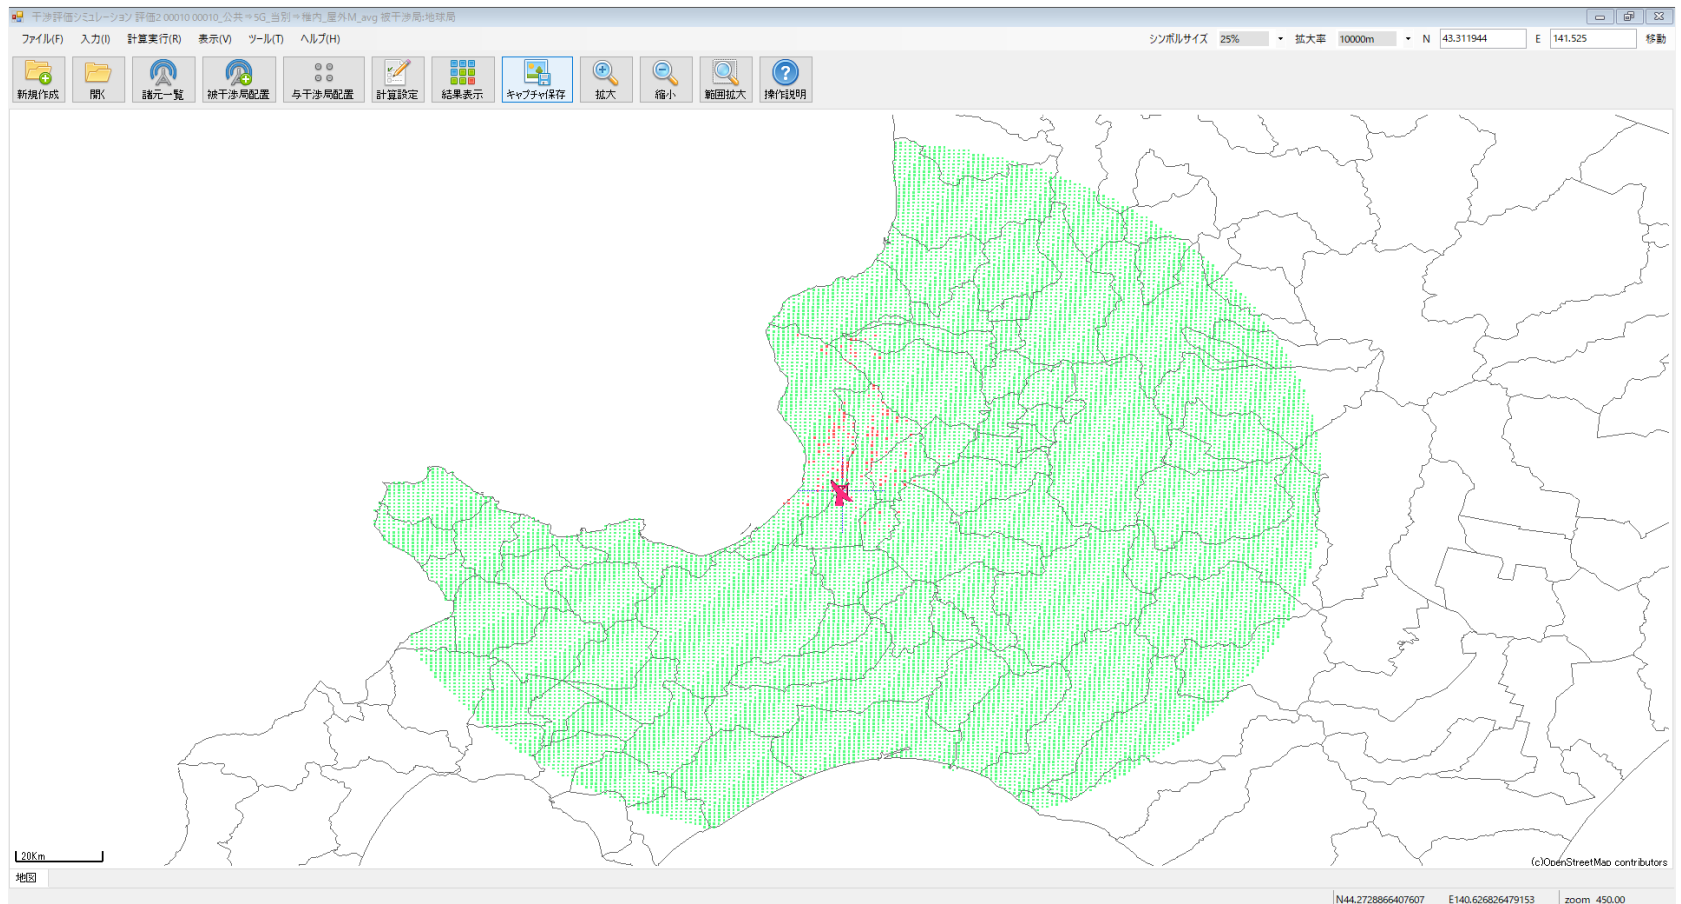 干渉評価シミュレーション 評価2 00010 00010_公共⇒5G_当別⇒稚内_屋外M_avg 被干渉局:地球局
ファイル(F) 入力(I) 計算実行(R) 表示(V) ツール(T) ヘルプ(H) シンボルサイズ 25% 拡大率 10000m N 43.311944 E 141.525 移動
新規作成 開く 諸元一覧 被干渉局配置 与干渉局配置 計算設定 結果表示 キャプチャ保存 拡大 縮小 範囲拡大 操作説明
20Km
(c)OpenStreetMap contributors
地図
N44.2728866407607 E140.626826479153 zoom 450.00